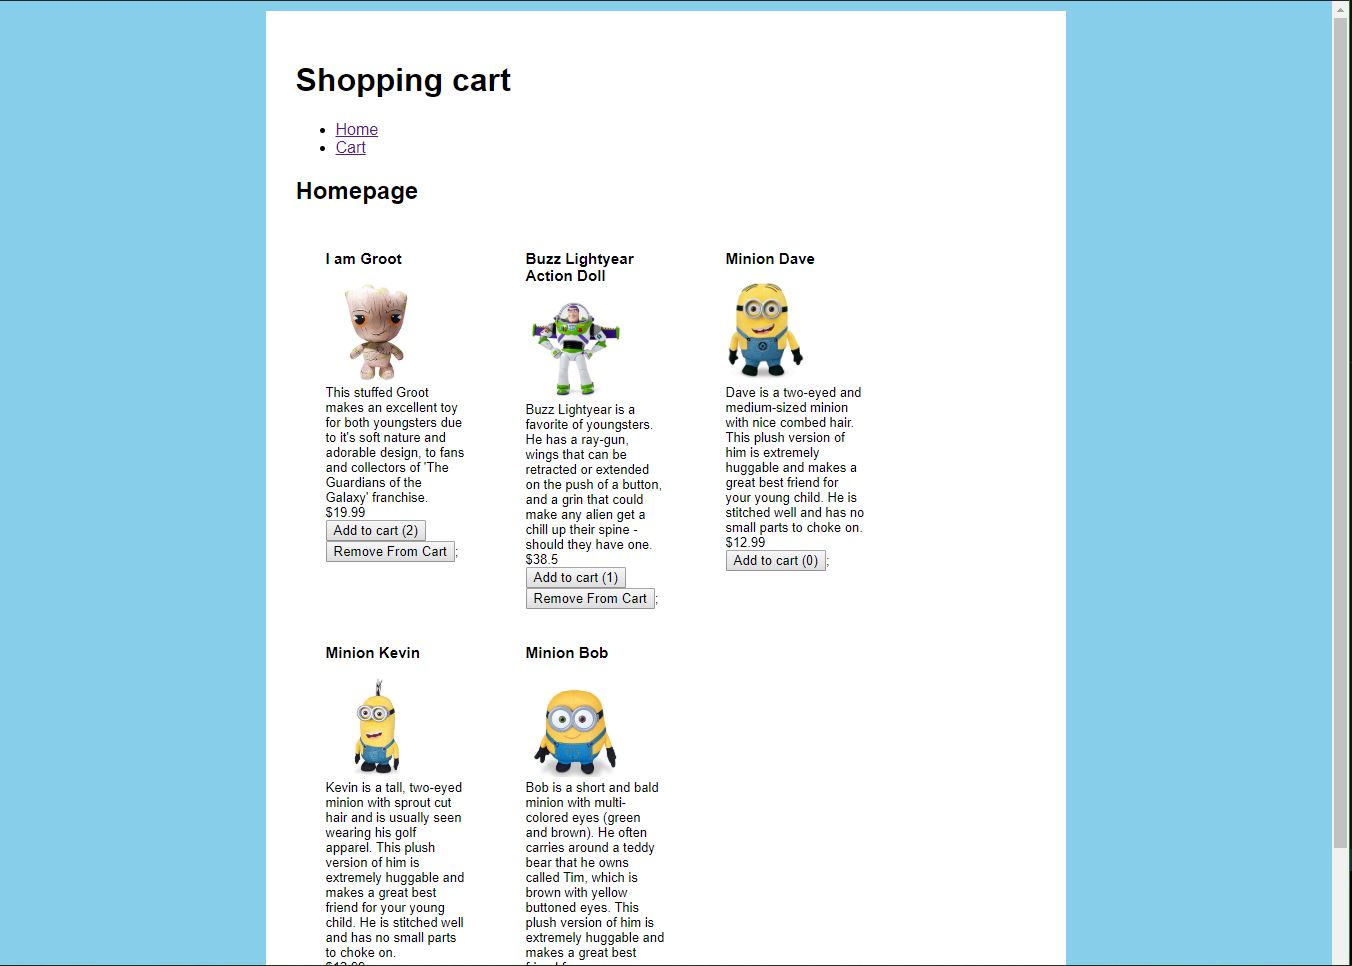 Shopping cart
Home
Cart
Homepage
I am Groot
This stuffed Groot
makes an excellent toy
for both youngsters due
to it's soft nature and
adorable design, to fans
and collectors of 'The
Guardians of the
Galaxy' franchise.
$19.99
Add to cart (2)
Remove From Cart;
Buzz Lightyear
Action Doll
Buzz Lightyear is a
favorite of youngsters.
He has a ray-gun,
wings that can be
retracted or extended
on the push of a button,
and a grin that could
make any alien get a
chill up their spine -
should they have one.
$38.5
Add to cart (1)
Remove From Cart;
Minion Dave
Dave is a two-eyed and
medium-sized minion
with nice combed hair.
This plush version of
him is extremely
huggable and makes a
great best friend for
your young child. He is
stitched well and has no
small parts to choke on.
$12.99
Add to cart (0);
Minion Kevin
Kevin is a tall, two-eyed
minion with sprout cut
hair and is usually seen
wearing his golf
apparel. This plush
version of him is
extremely huggable and
makes a great best
friend for your young
child. He is stitched well
and has no small parts
to choke on.
Minion Bob
Bob is a short and bald
minion with multi-
colored eyes (green
and brown). He often
carries around a teddy
bear that he owns
called Tim, which is
brown with yellow
buttoned eyes. This
plush version of him is
extremely huggable and
makes a great best